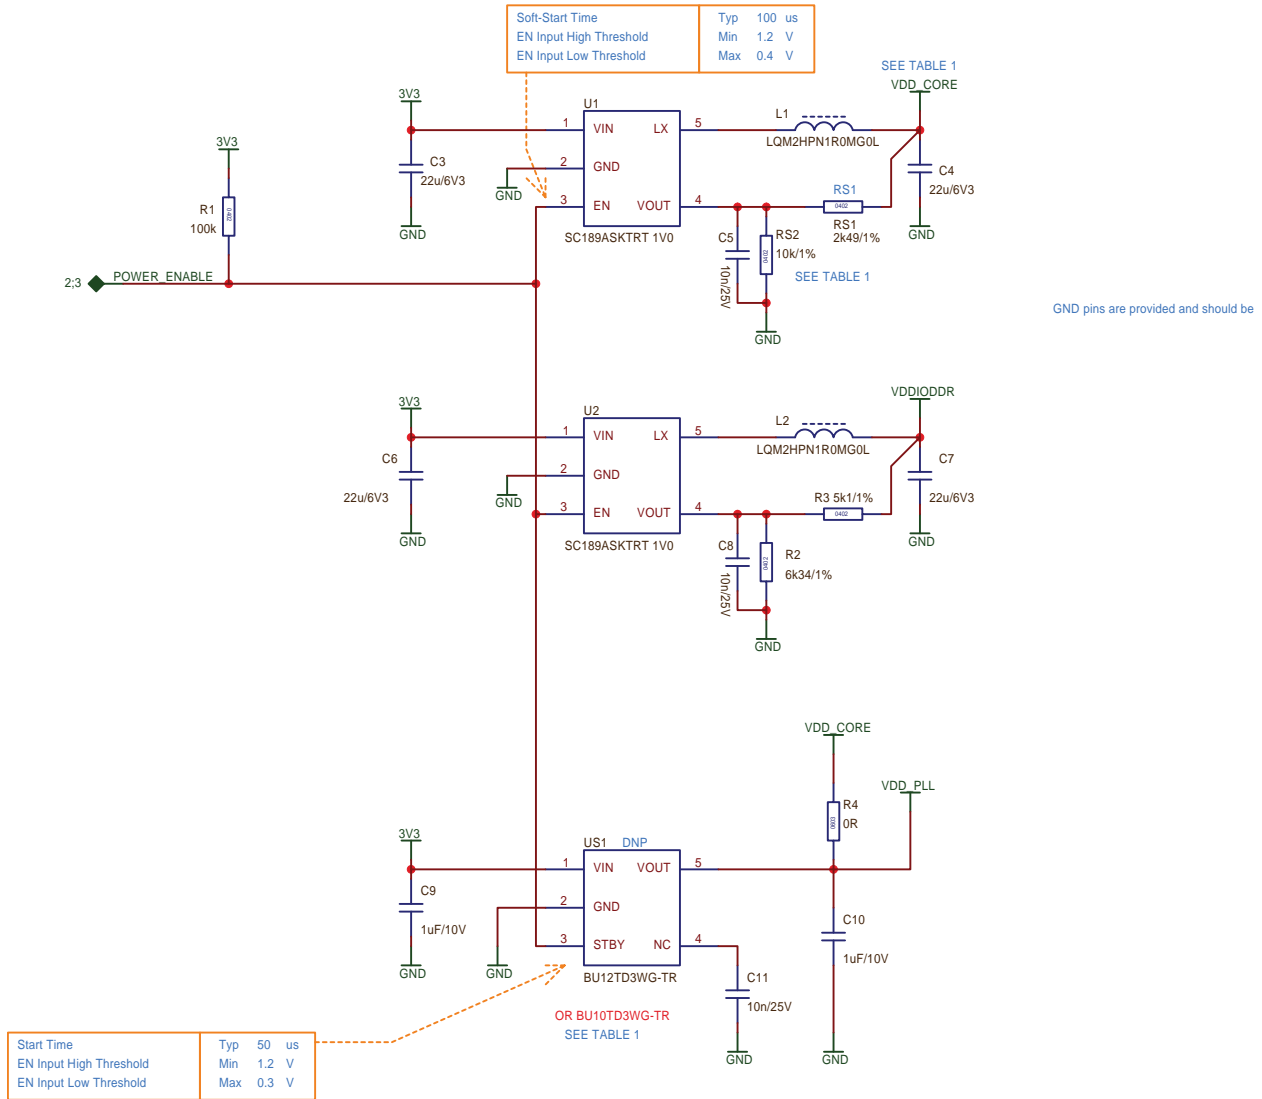 Soft-Start Time Typ 100 us
EN Input High Threshold Min 1.2 V
EN Input Low Threshold Max 0.4 V
SEE TABLE 1
VDD_CORE
3V3
U1
L1
1 VIN LX 5
LQM2HPN1R0MG0L
3V3
C3
22u/6V3
2 GND
GND
C4
22u/6V3
RS1
R1
100k
0402
3 EN VOUT 4
0402
GND
SC189ASKTRT 1V0
C5
10n/25V
RS2
10k/1%
0402
RS1
2k49/1%
GND
SEE TABLE 1
2;3 POWER_ENABLE
GND
GND pins are provided and should be
3V3
VDDIODDR
U2
L2
1 VIN LX 5
LQM2HPN1R0MG0L
C6
22u/6V3
2 GND
GND
C7
22u/6V3
R3 5k1/1%
3 EN VOUT 4
0402
GND
SC189ASKTRT 1V0
C8
10n/25V
R2
6k34/1%
0402
GND
GND
VDD_CORE
VDD_PLL
R4
0R
0603
3V3
US1 DNP
1 VIN VOUT 5
C9
1uF/10V
2 GND
C10
1uF/10V
3 STBY NC 4
GND
GND
BU12TD3WG-TR
C11
10n/25V
OR BU10TD3WG-TR
SEE TABLE 1
GND
GND
Start Time Typ 50 us
EN Input High Threshold Min 1.2 V
EN Input Low Threshold Max 0.3 V